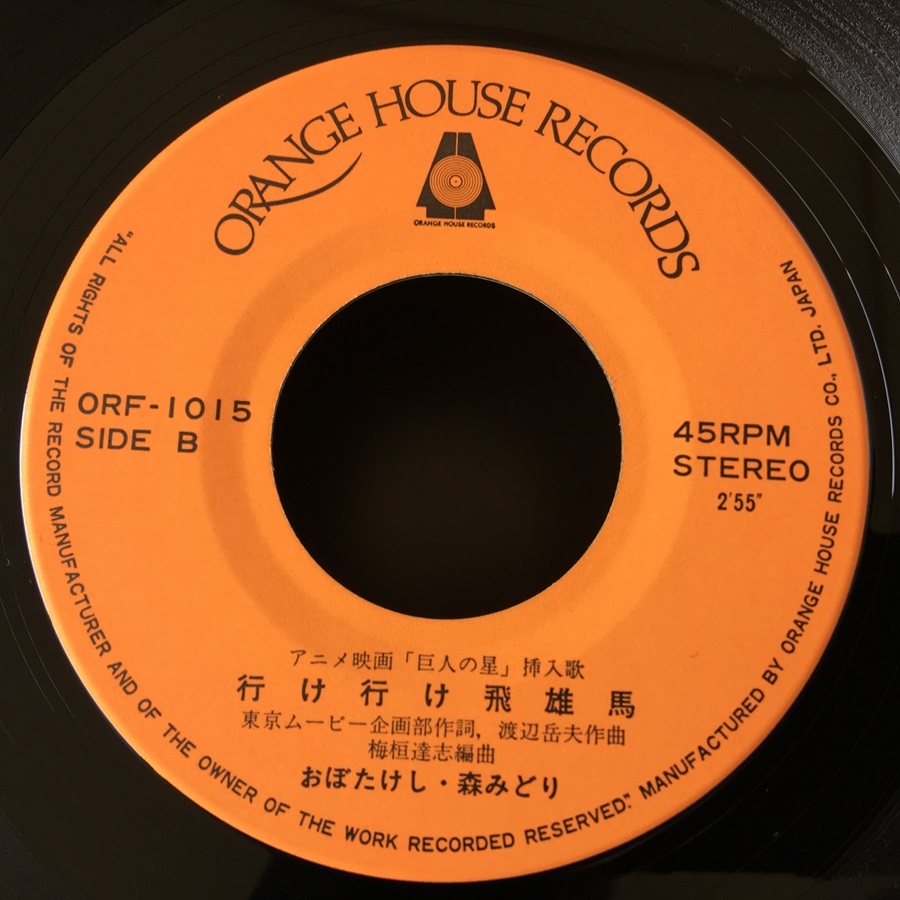 ORANGE HOUSE RECORDS
ORANGE HOUSE RECORDS
ORF-1015
SIDE B
45RPM
STEREO
2'55"
アニメ映画「巨人の星」挿入歌
行け行け飛雄馬
東京ムービー企画部作詞, 渡辺岳夫作曲
梅桓達志編曲
おぼたけし・森みどり
"ALL RIGHTS OF THE RECORD MANUFACTURER AND OF THE OWNER OF THE WORK RECORDED RESERVED." MANUFACTURED BY ORANGE HOUSE RECORDS CO., LTD. JAPAN